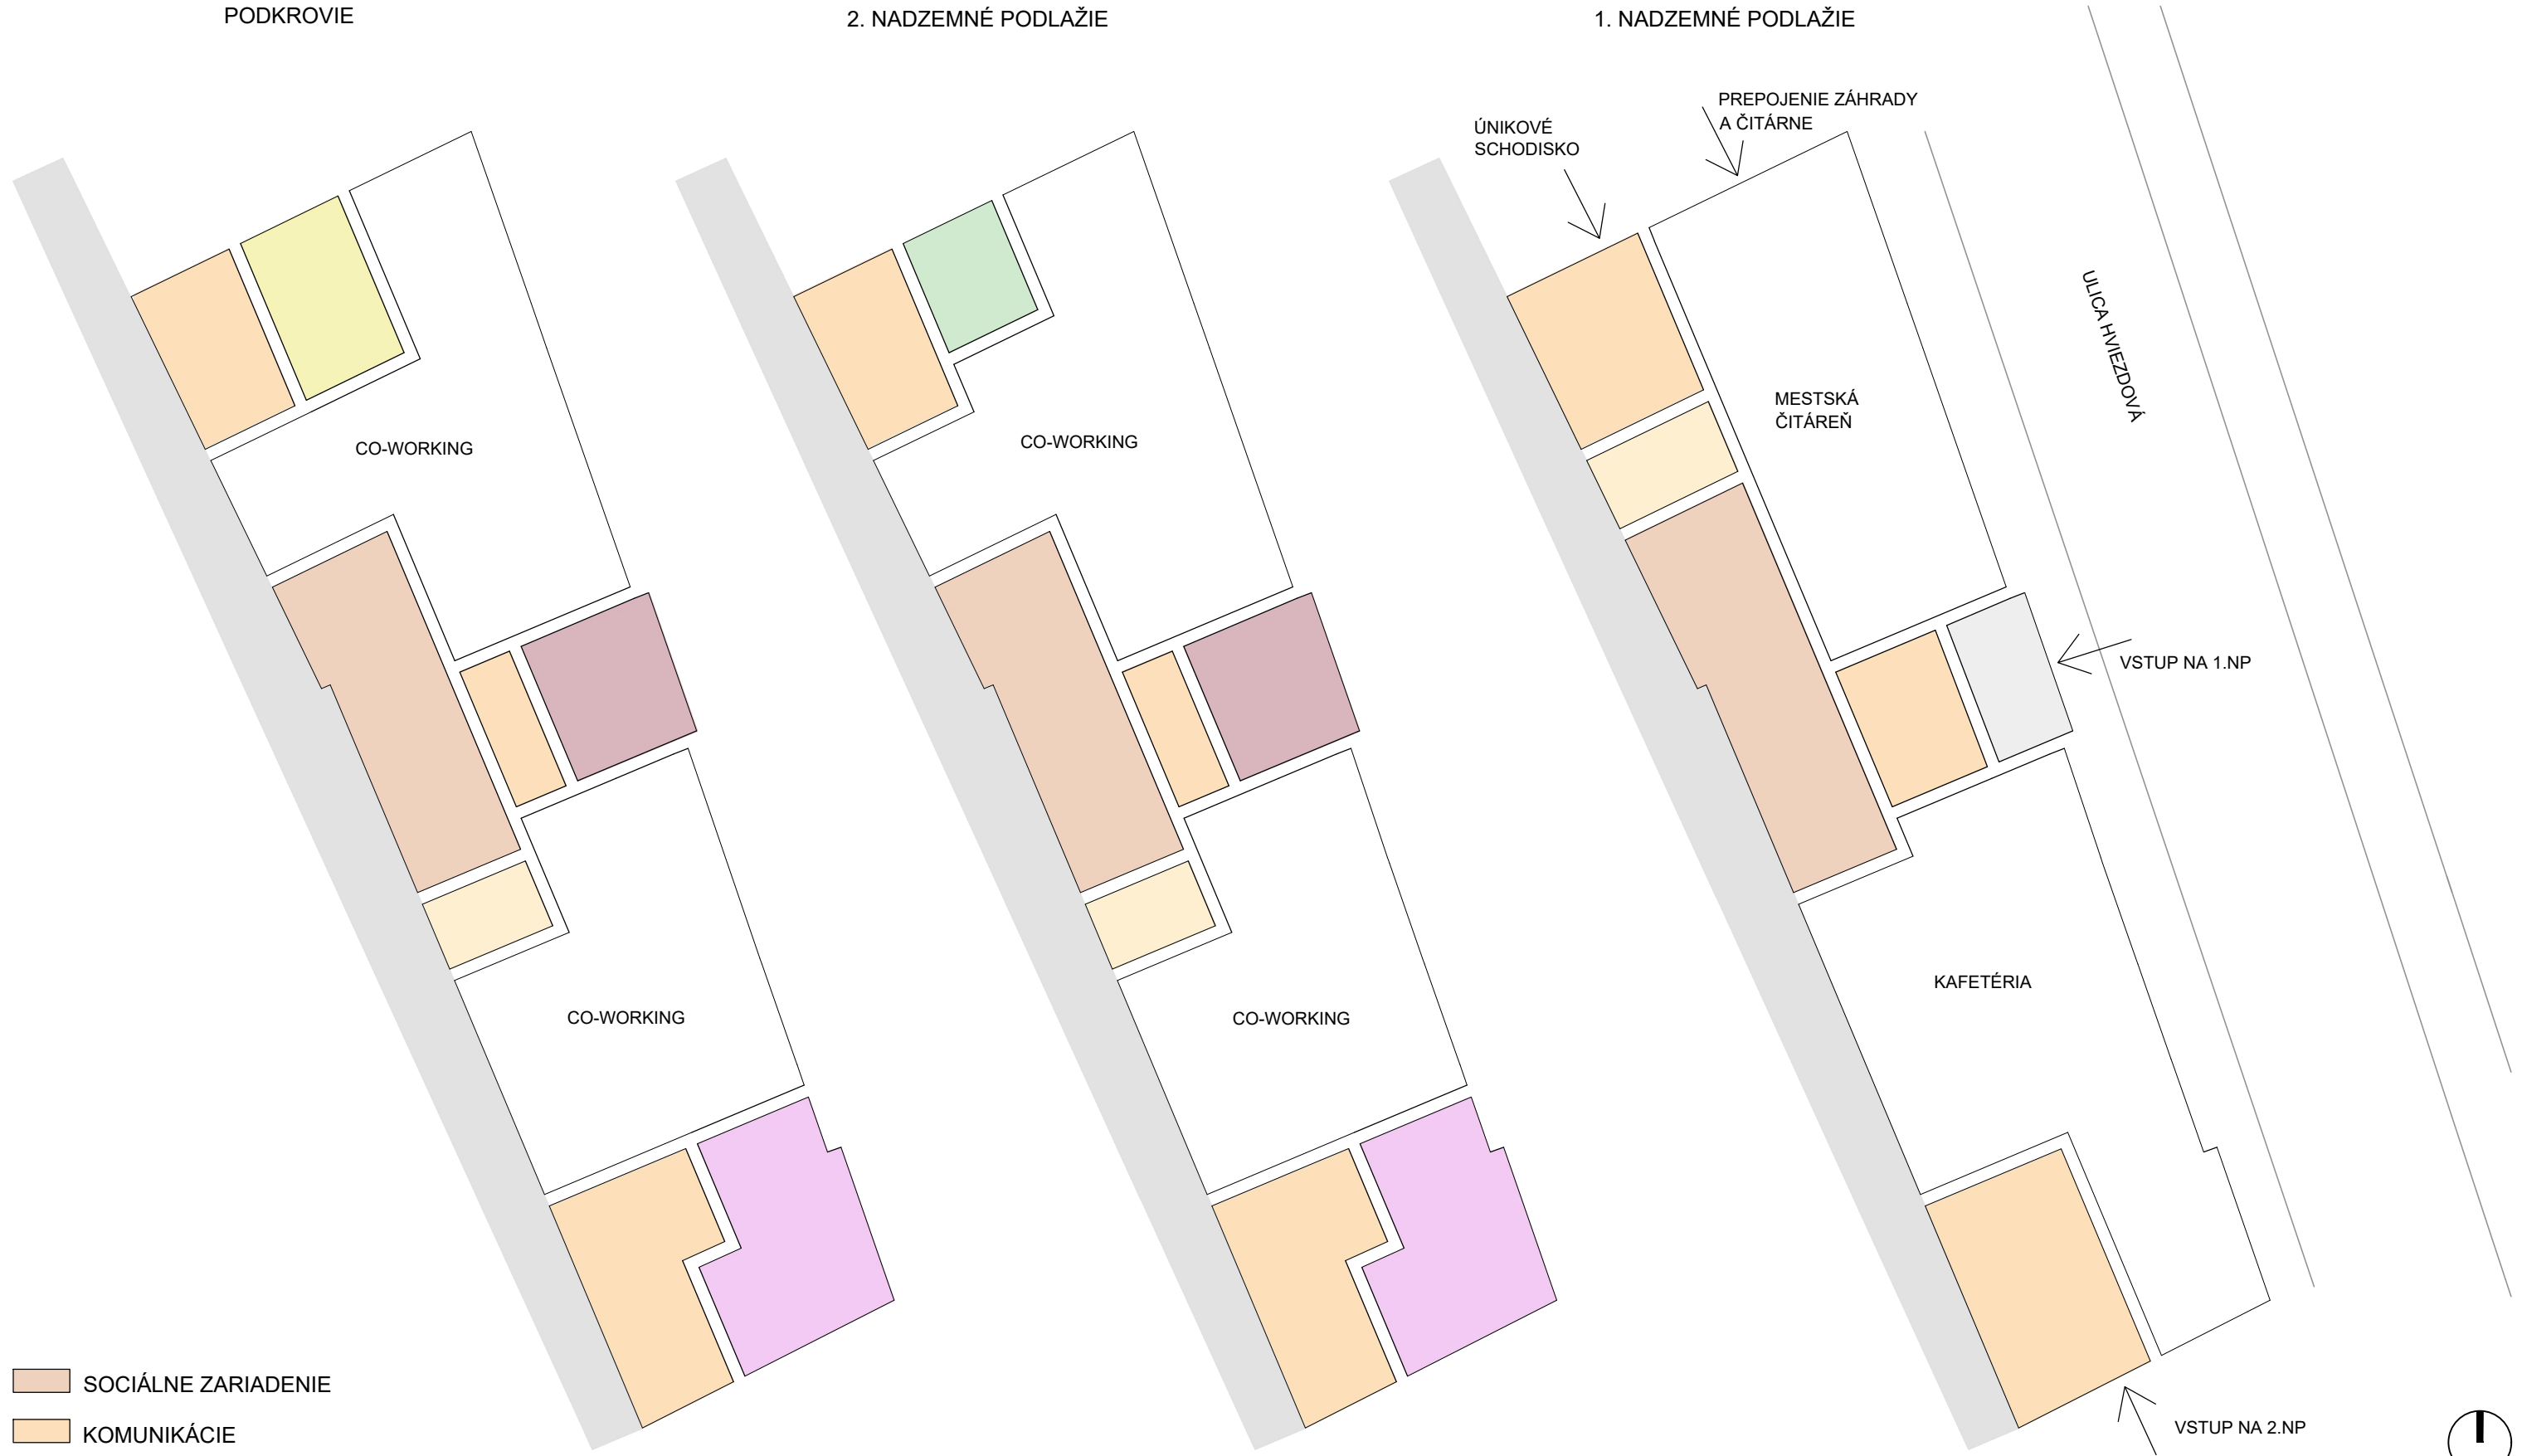 PODKROVIE
2. NADZEMNÉ PODLAŽIE
1. NADZEMNÉ PODLAŽIE
PREPOJENIE ZÁHRADY
A ČITÁRNE
ÚNIKOVÉ
SCHODISKO
ULICA HVIEZDOVÁ
MESTSKÁ
ČITÁREŇ
CO-WORKING
CO-WORKING
VSTUP NA 1.NP
KAFETÉRIA
CO-WORKING
CO-WORKING
SOCIÁLNE ZARIADENIE
KOMUNIKÁCIE
VSTUP NA 2.NP